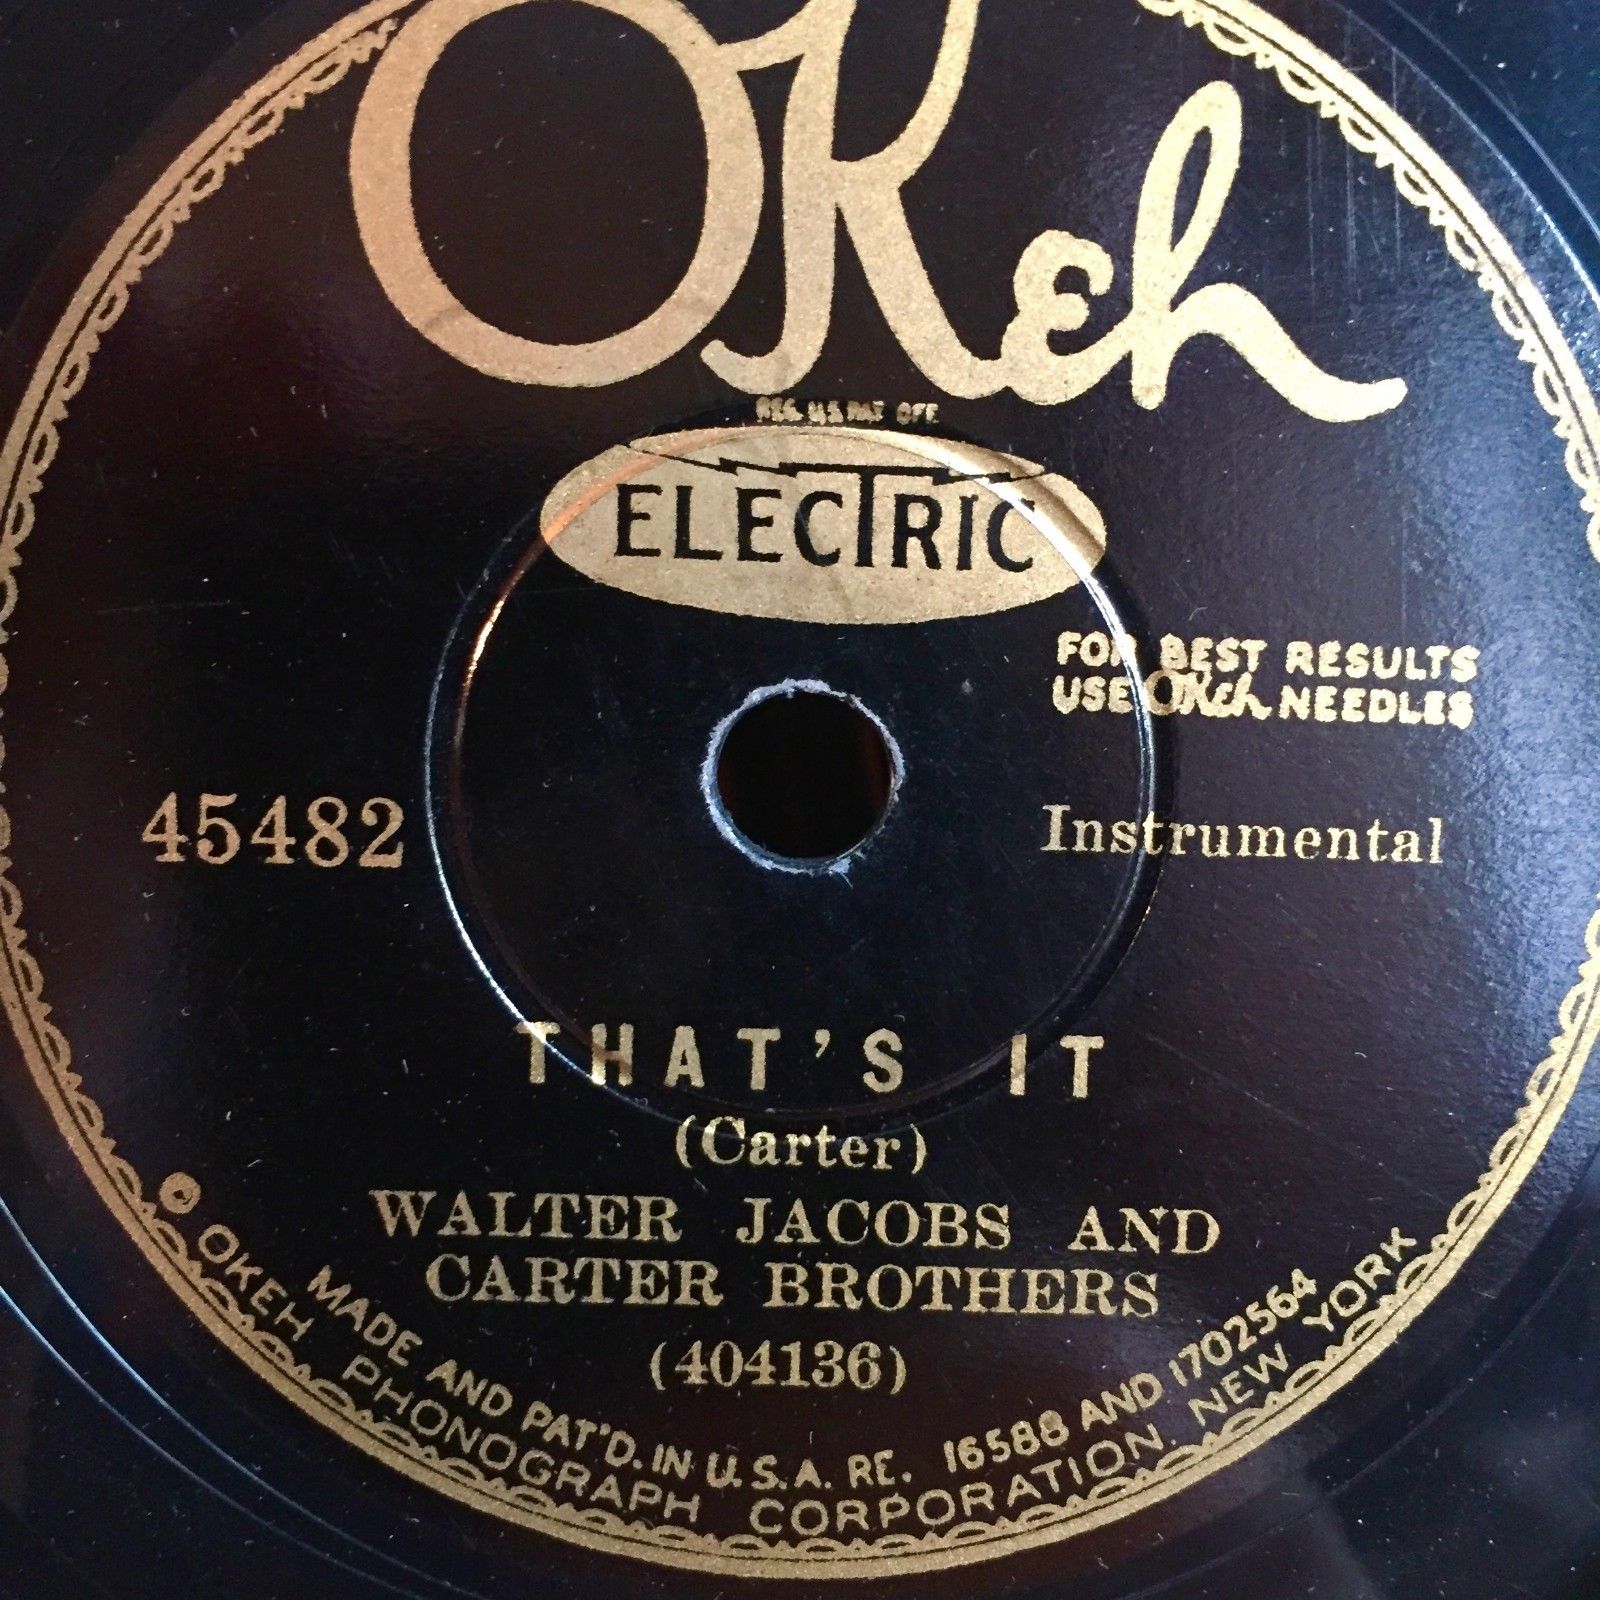 OKeh
REG. U.S. PAT. OFF.
ELECTRIC
FOR BEST RESULTS
USE OKeh NEEDLES
45482
Instrumental
THAT'S IT
(Carter)
WALTER JACOBS AND
CARTER BROTHERS
(404136)
MADE AND PAT'D. IN U.S.A. RE. 16588 AND 1702564
OKEH PHONOGRAPH CORPORATION. NEW YORK